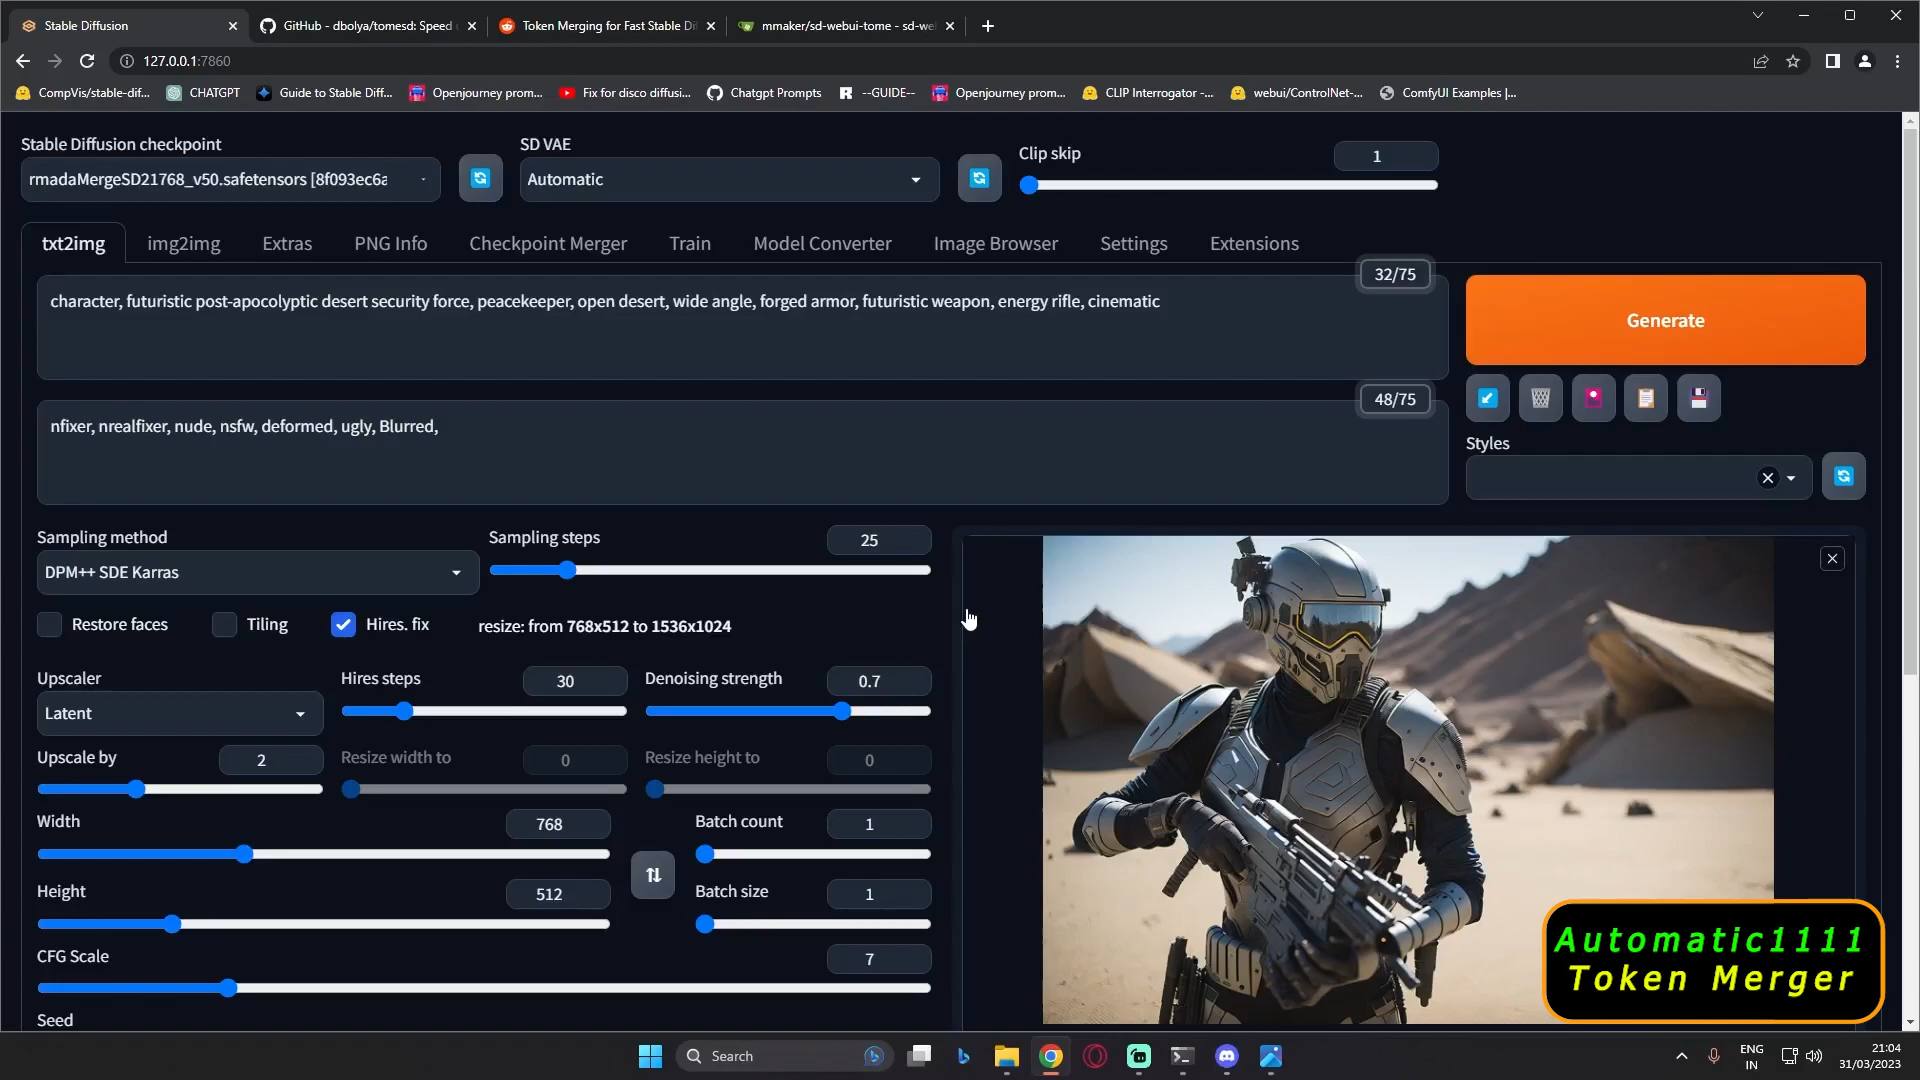 Stable Diffusion
GitHub - dbolya/tomesd: Speed
Token Merging for Fast Stable Di
mmaker/sd-webui-tome - sd-we
127.0.0.1:7860
CompVis/stable-dif...
CHATGPT
Guide to Stable Diff...
Openjourney prom...
Fix for disco diffusi...
Chatgpt Prompts
R --GUIDE--
Openjourney prom...
CLIP Interrogator -...
webui/ControlNet-...
ComfyUI Examples |...
Stable Diffusion checkpoint
SD VAE
Clip skip
1
rmadaMergeSD21768_v50.safetensors [8f093ec6a
Automatic
txt2img
img2img
Extras
PNG Info
Checkpoint Merger
Train
Model Converter
Image Browser
Settings
Extensions
32/75
character, futuristic post-apocolyptic desert security force, peacekeeper, open desert, wide angle, forged armor, futuristic weapon, energy rifle, cinematic
Generate
48/75
nfixer, nrealfixer, nude, nsfw, deformed, ugly, Blurred,
Styles
Sampling method
Sampling steps
25
DPM++ SDE Karras
Restore faces
Tiling
Hires. fix
resize: from 768x512 to 1536x1024
Upscaler
Hires steps
30
Denoising strength
0.7
Latent
Upscale by
2
Resize width to
0
Resize height to
0
Width
768
Batch count
1
Height
512
Batch size
1
CFG Scale
7
Seed
Automatic1111
Token Merger
Search
ENG
IN
21:04
31/03/2023